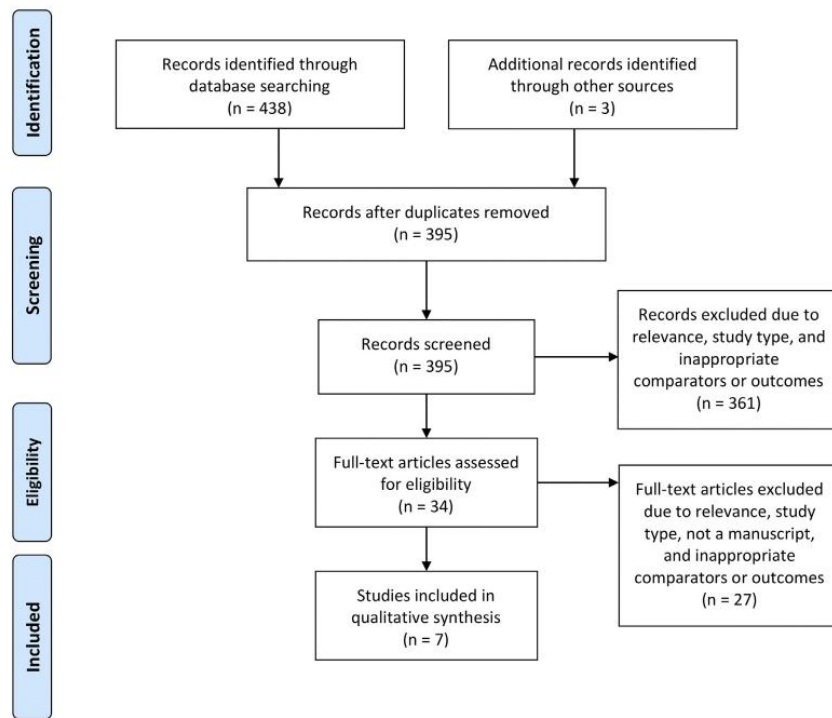 Identification
Records identified through
database searching
(n = 438)
Additional records identified
through other sources
(n = 3)
Screening
Records after duplicates removed
(n = 395)
Records screened
(n = 395)
Records excluded due to
relevance, study type, and
inappropriate
comparators or outcomes
(n = 361)
Eligibility
Full-text articles assessed
for eligibility
(n = 34)
Full-text articles excluded
due to relevance, study
type, not a manuscript,
and inappropriate
comparators or outcomes
(n = 27)
Included
Studies included in
qualitative synthesis
(n = 7)